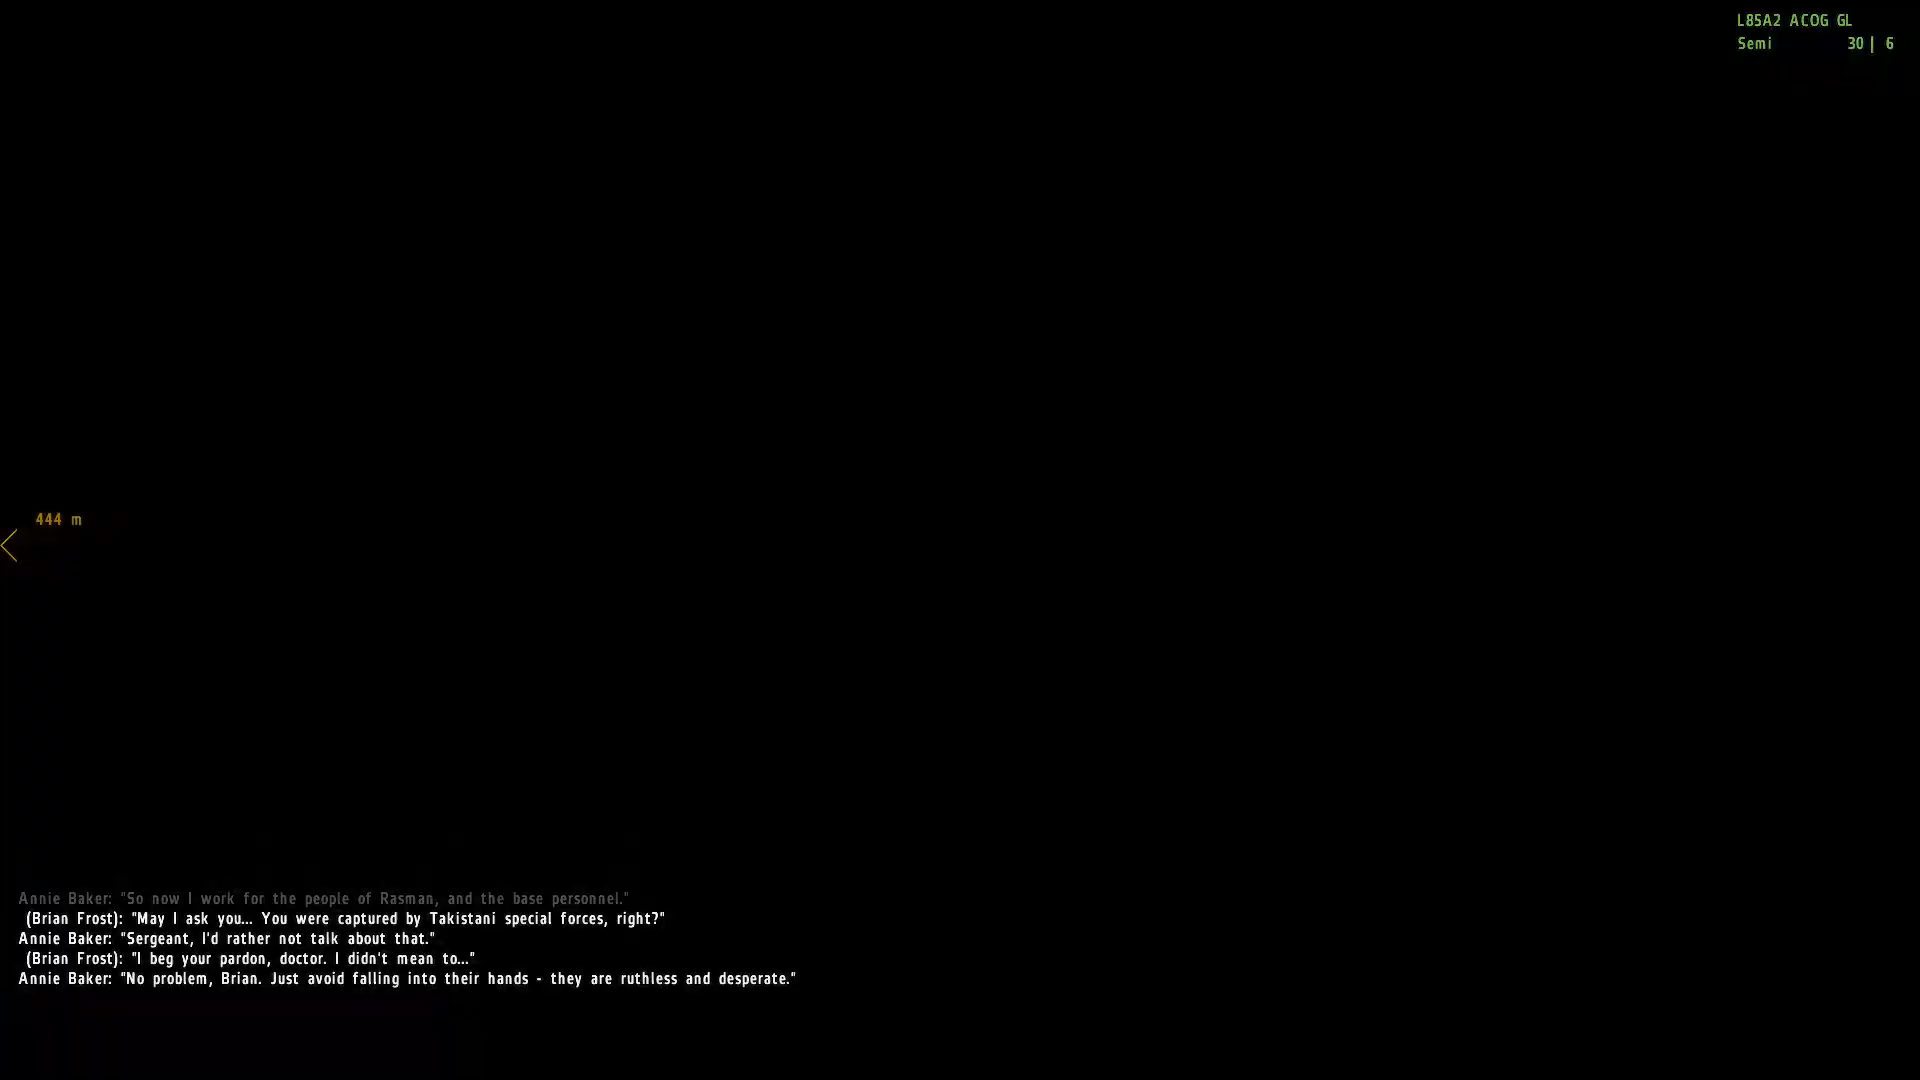 L85A2 ACOG GL
Semi 30| 6
444 m
Annie Baker: "So now I work for the people of Rasman, and the base personnel."
(Brian Frost): "May I ask you... You were captured by Takistani special forces, right?"
Annie Baker: "Sergeant, I'd rather not talk about that."
(Brian Frost): "I beg your pardon, doctor. I didn't mean to..."
Annie Baker: "No problem, Brian. Just avoid falling into their hands - they are ruthless and desperate."